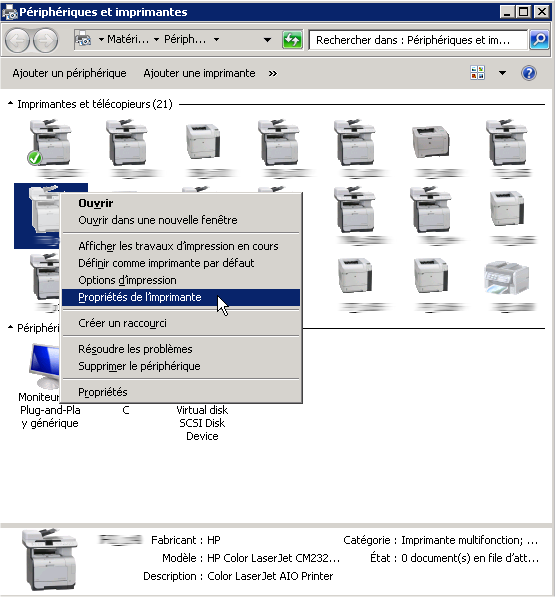 Périphériques et imprimantes
Matéri... Périph...
Rechercher dans : Périphériques et im...
Ajouter un périphérique Ajouter une imprimante »
Imprimantes et télécopieurs (21)
Ouvrir
Ouvrir dans une nouvelle fenêtre
Afficher les travaux d'impression en cours
Définir comme imprimante par défaut
Options d'impression
Propriétés de l'imprimante
Créer un raccourci
Résoudre les problèmes
Supprimer le périphérique
Propriétés
Périphéri
Moniteur
Plug-and-Pla
y générique
C
Virtual disk
SCSI Disk
Device
Fabricant : HP
Catégorie : Imprimante multifonction; ...
Modèle : HP Color LaserJet CM232...
État : 0 document(s) en file d'att...
Description : Color LaserJet AIO Printer